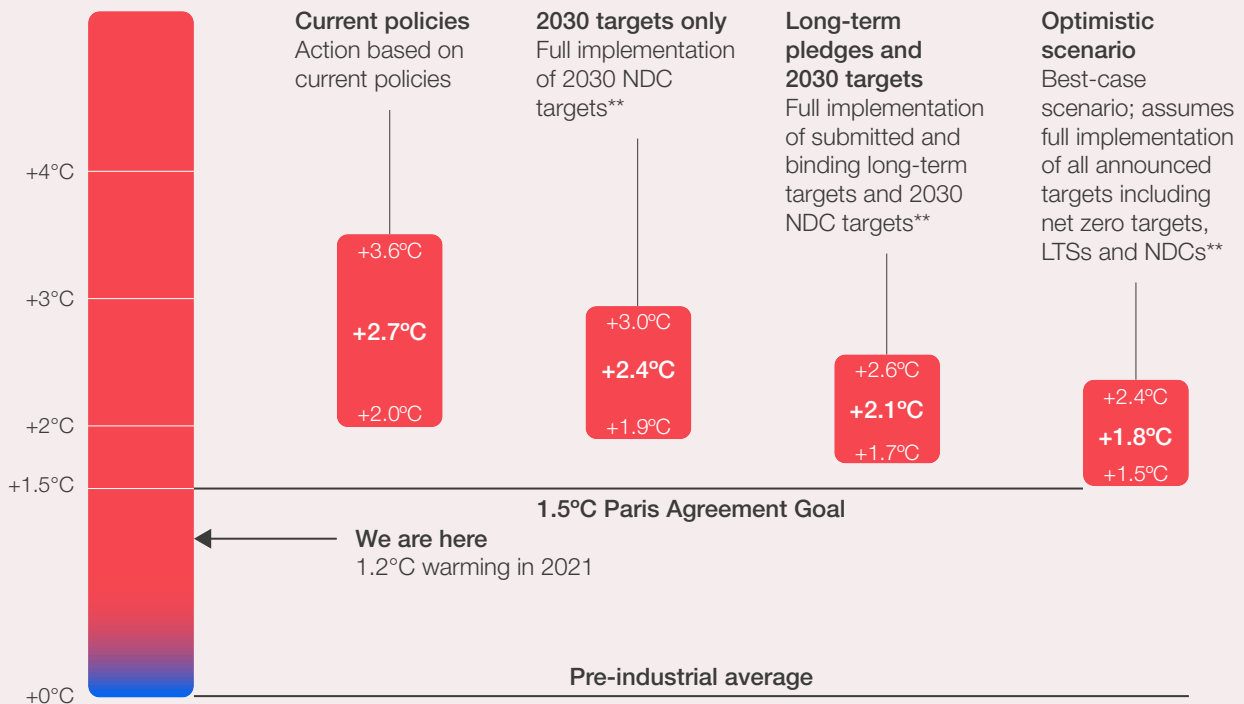 Current policies
Action based on
current policies
2030 targets only
Full implementation
of 2030 NDC
targets**
Long-term
pledges and
2030 targets
Full implementation
of submitted and
binding long-term
targets and 2030
NDC targets**
Optimistic
scenario
Best-case
scenario; assumes
full implementation
of all announced
targets including
net zero targets,
LTSs and NDCs**
+4°C
+3°C
+2°C
+1.5°C
+0°C
+3.6ºC
+2.7ºC
+2.0ºC
+3.0ºC
+2.4ºC
+1.9ºC
+2.6ºC
+2.1ºC
+1.7ºC
+2.4ºC
+1.8ºC
+1.5ºC
1.5ºC Paris Agreement Goal
We are here
1.2°C warming in 2021
Pre-industrial average